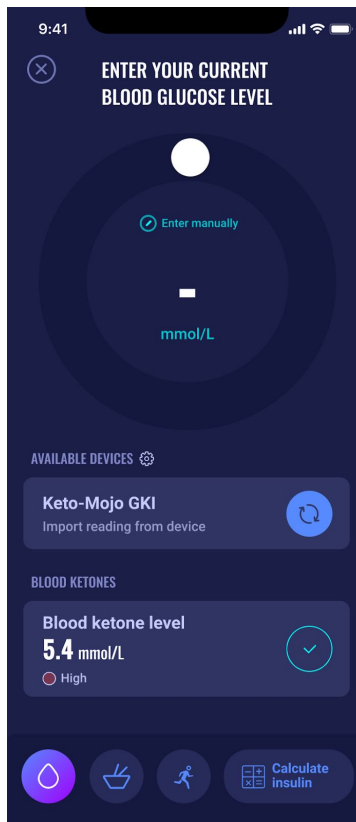 9:41
ENTER YOUR CURRENT
BLOOD GLUCOSE LEVEL
Enter manually
-
mmol/L
AVAILABLE DEVICES
Keto-Mojo GKI
Import reading from device
BLOOD KETONES
Blood ketone level
5.4 mmol/L
High
Calculate
insulin